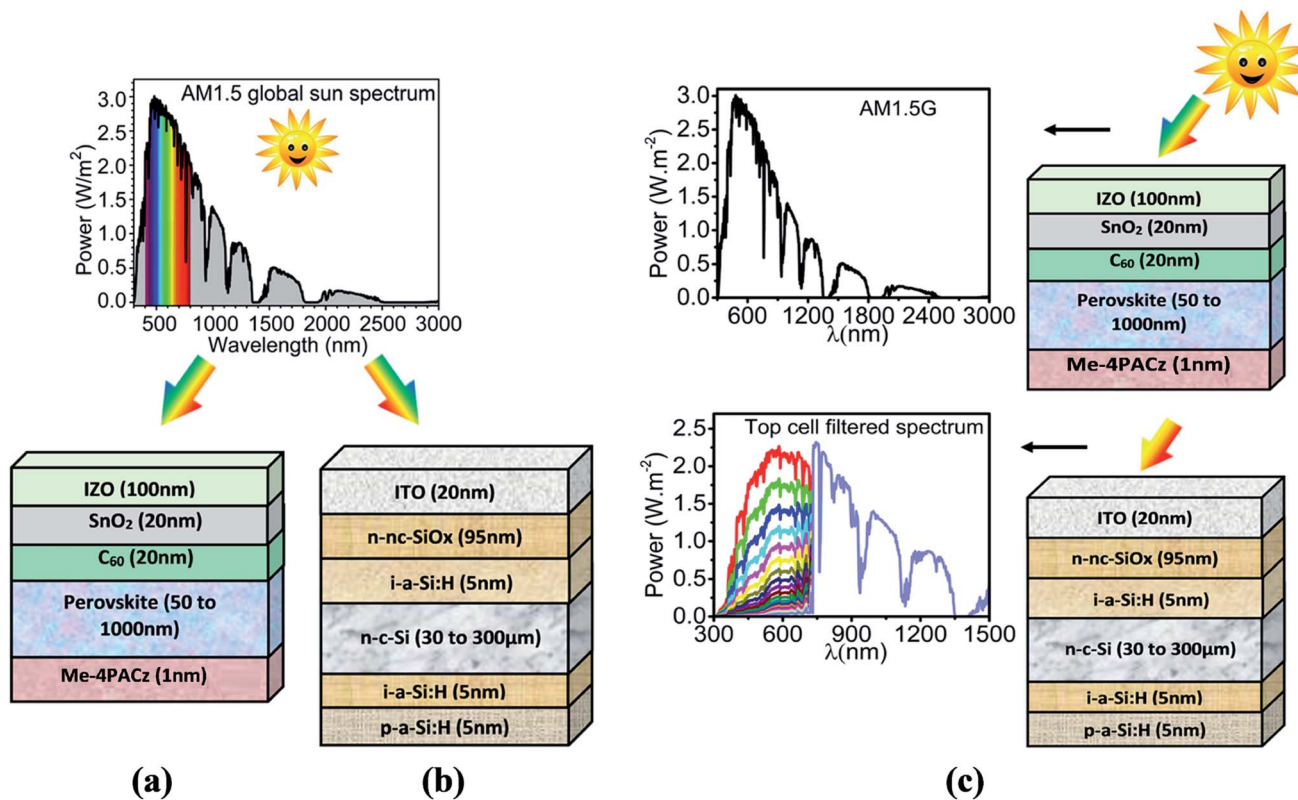 AM1.5 global sun spectrum
Power (W/m²)
3.0
2.5
2.0
1.5
1.0
0.5
0.0
500 1000 1500 2000 2500 3000
Wavelength (nm)
IZO (100nm)
SnO₂ (20nm)
C₆₀ (20nm)
Perovskite (50 to
1000nm)
Me-4PACz (1nm)
(a)
ITO (20nm)
n-nc-SiOx (95nm)
i-a-Si:H (5nm)
n-c-Si (30 to 300µm)
i-a-Si:H (5nm)
p-a-Si:H (5nm)
(b)
AM1.5G
Power (W.m⁻²)
3.0
2.5
2.0
1.5
1.0
0.5
0.0
600 1200 1800 2400 3000
λ(nm)
IZO (100nm)
SnO₂ (20nm)
C₆₀ (20nm)
Perovskite (50 to
1000nm)
Me-4PACz (1nm)
Top cell filtered spectrum
Power (W.m⁻²)
2.5
2.0
1.5
1.0
0.5
0
300 600 900 1200 1500
λ(nm)
ITO (20nm)
n-nc-SiOx (95nm)
i-a-Si:H (5nm)
n-c-Si (30 to 300µm)
i-a-Si:H (5nm)
p-a-Si:H (5nm)
(c)